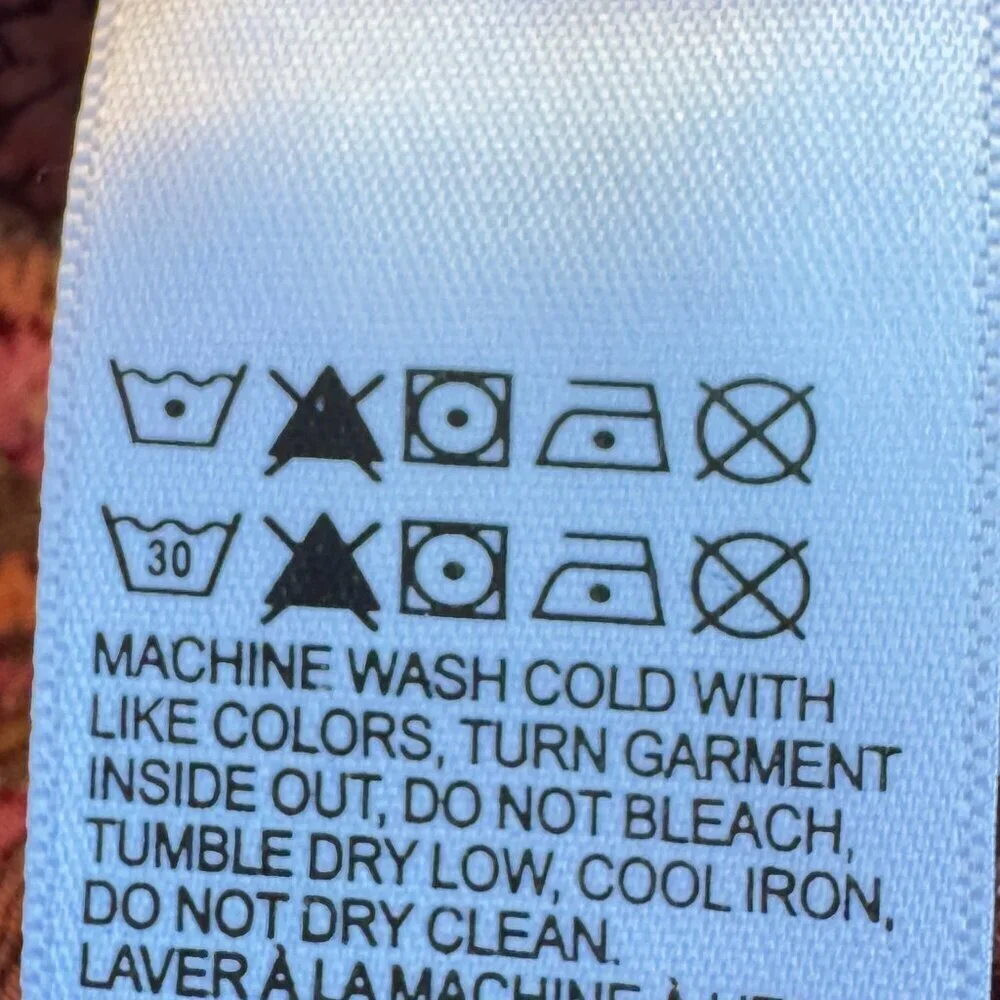 30
MACHINE WASH COLD WITH
LIKE COLORS, TURN GARMENT
INSIDE OUT, DO NOT BLEACH,
TUMBLE DRY LOW, COOL IRON,
DO NOT DRY CLEAN.
LAVER À LA MACHINE À